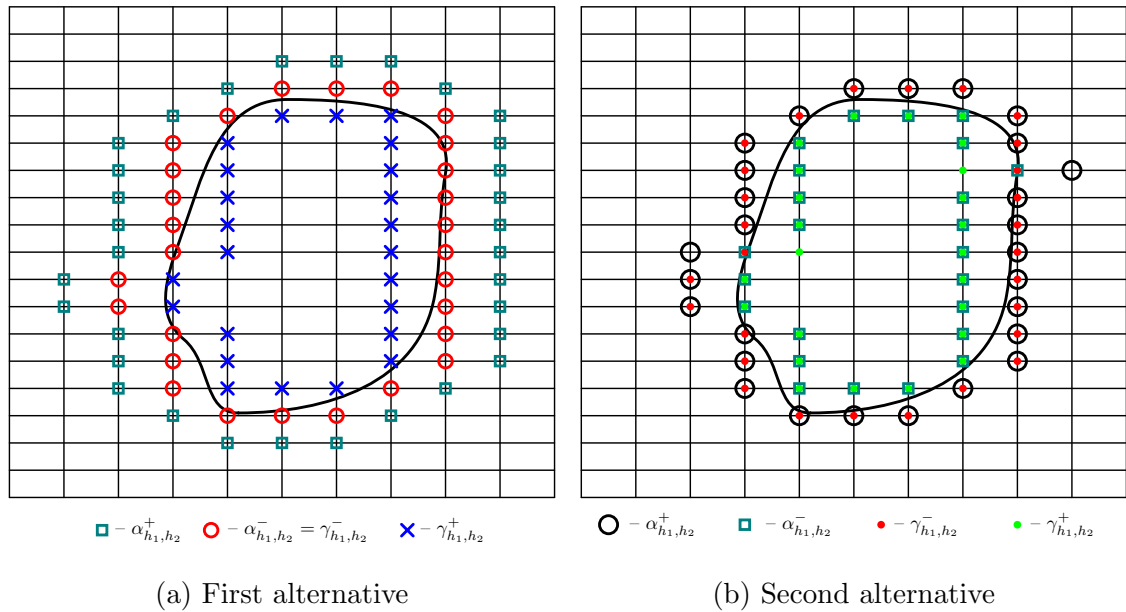 – α⁺ₕ₁,ₕ₂ – α⁻ₕ₁,ₕ₂ = γ⁻ₕ₁,ₕ₂ – γ⁺ₕ₁,ₕ₂
– α⁺ₕ₁,ₕ₂ – α⁻ₕ₁,ₕ₂ – γ⁻ₕ₁,ₕ₂ – γ⁺ₕ₁,ₕ₂
(a) First alternative
(b) Second alternative